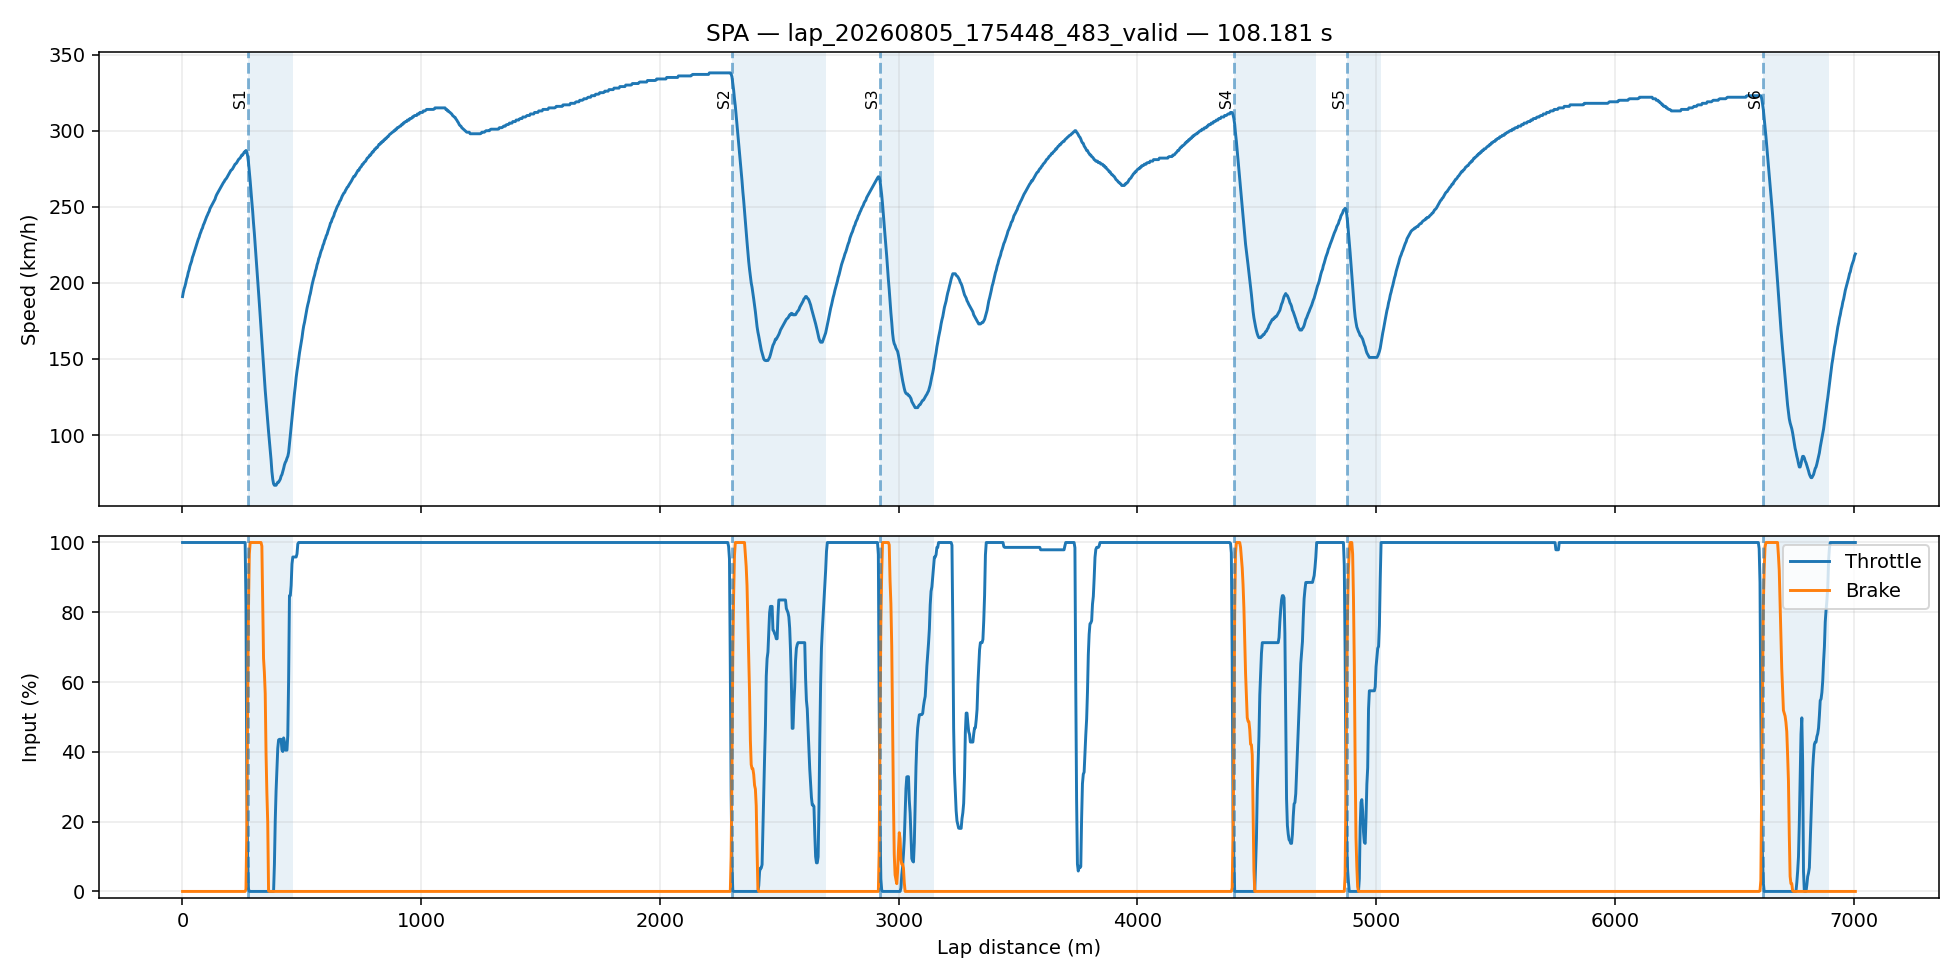 SPA — lap_20260805_175448_483_valid — 108.181 s
350
300
250
200
150
100
Speed (km/h)
S1
S2
S3
S4
S5
S6
100
80
60
40
20
0
Input (%)
Throttle
Brake
0 1000 2000 3000 4000 5000 6000 7000
Lap distance (m)